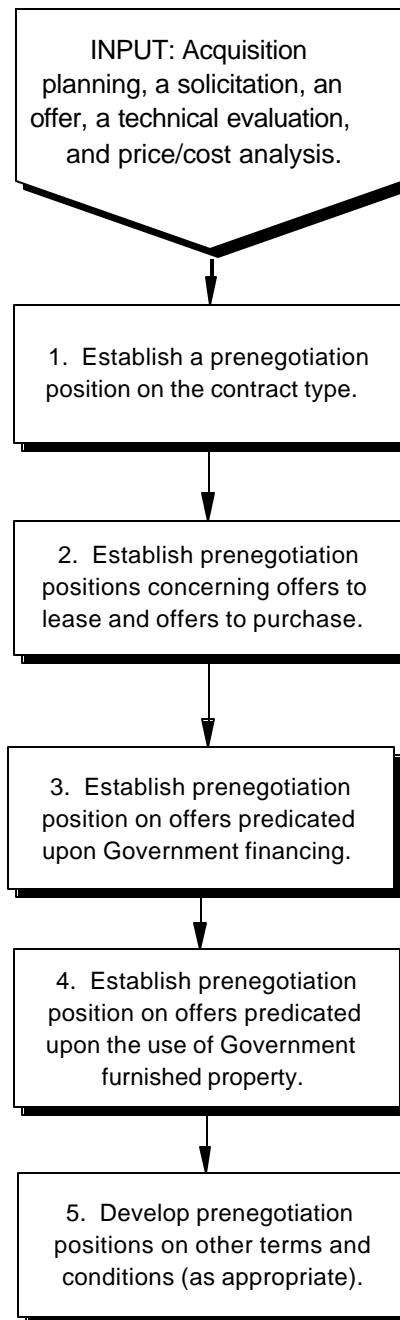 INPUT: Acquisition
planning, a solicitation, an
offer, a technical evaluation,
and price/cost analysis.
1. Establish a prenegotiation
position on the contract type.
2. Establish prenegotiation
positions concerning offers to
lease and offers to purchase.
3. Establish prenegotiation
position on offers predicated
upon Government financing.
4. Establish prenegotiation
position on offers predicated
upon the use of Government
furnished property.
5. Develop prenegotiation
positions on other terms and
conditions (as appropriate).